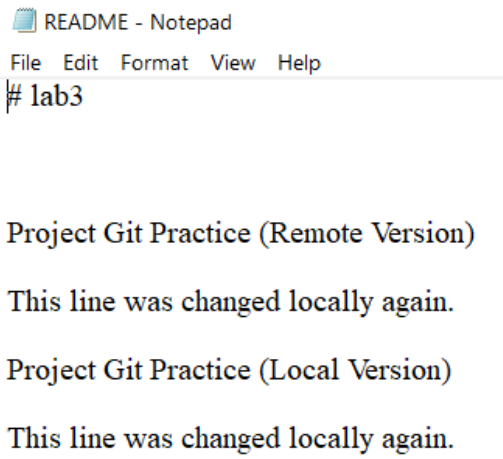 README - Notepad
File Edit Format View Help
# lab3
Project Git Practice (Remote Version)
This line was changed locally again.
Project Git Practice (Local Version)
This line was changed locally again.